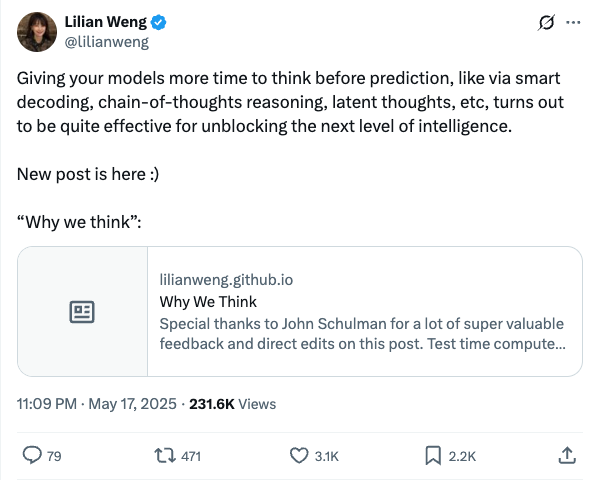 Lilian Weng
@lilianweng
Giving your models more time to think before prediction, like via smart
decoding, chain-of-thoughts reasoning, latent thoughts, etc, turns out
to be quite effective for unblocking the next level of intelligence.
New post is here :)
“Why we think”:
lilianweng.github.io
Why We Think
Special thanks to John Schulman for a lot of super valuable
feedback and direct edits on this post. Test time compute...
11:09 PM · May 17, 2025 · 231.6K Views
79 471 3.1K 2.2K